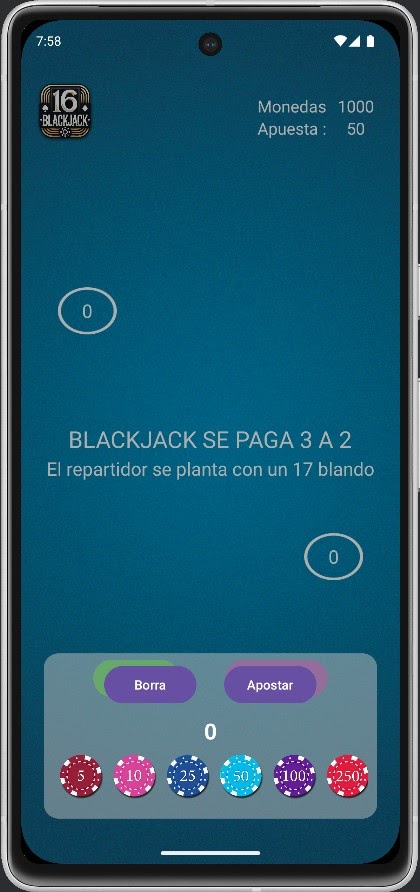 7:58
16
BLACKJACK
Monedas 1000
Apuesta : 50
0
BLACKJACK SE PAGA 3 A 2
El repartidor se planta con un 17 blando
0
Borra Apostar
0
5 10 25 50 100 250